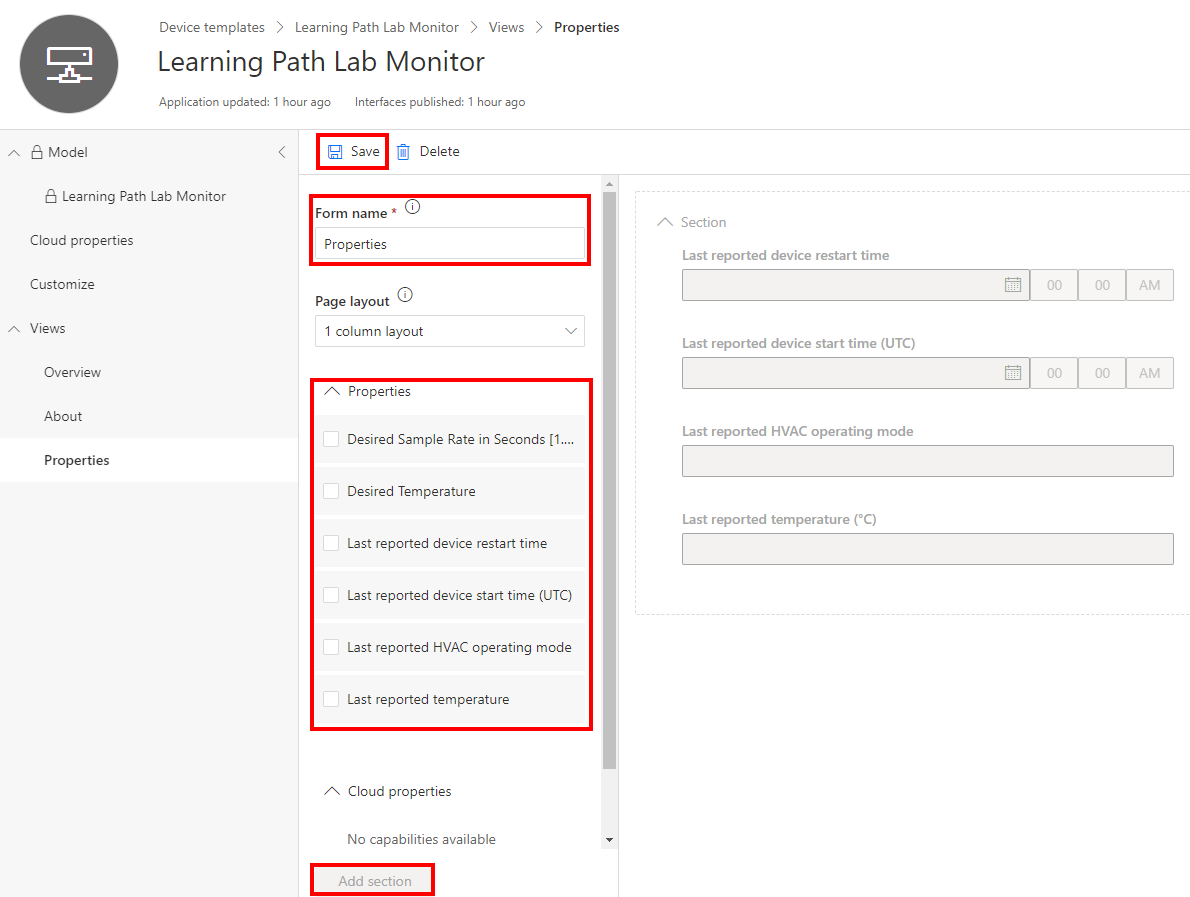 Device templates > Learning Path Lab Monitor > Views > Properties
Learning Path Lab Monitor
Application updated: 1 hour ago Interfaces published: 1 hour ago
Model
Learning Path Lab Monitor
Cloud properties
Customize
Views
Overview
About
Properties
Save Delete
Form name *
Properties
Page layout
1 column layout
Properties
Desired Sample Rate in Seconds [1....
Desired Temperature
Last reported device restart time
Last reported device start time (UTC)
Last reported HVAC operating mode
Last reported temperature
Cloud properties
No capabilities available
Add section
Section
Last reported device restart time
00 00 AM
Last reported device start time (UTC)
00 00 AM
Last reported HVAC operating mode
Last reported temperature (°C)